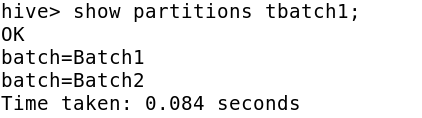 hive> show partitions tbatch1;
OK
batch=Batch1
batch=Batch2
Time taken: 0.084 seconds